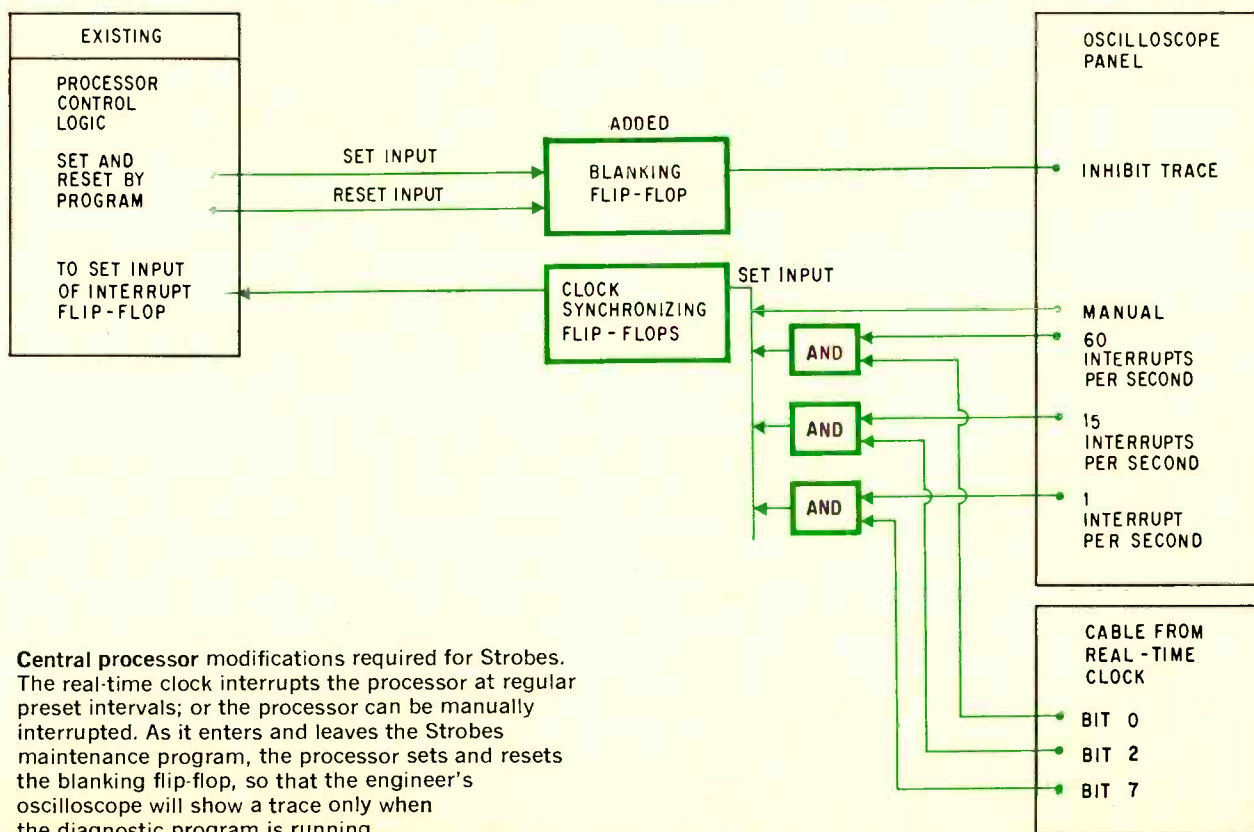 EXISTING
PROCESSOR
CONTROL
LOGIC
SET AND
RESET BY
PROGRAM
TO SET INPUT
OF INTERRUPT
FLIP-FLOP
SET INPUT
RESET INPUT
ADDED
BLANKING
FLIP-FLOP
CLOCK
SYNCHRONIZING
FLIP-FLOPS
SET INPUT
AND
AND
AND
OSCILLOSCOPE
PANEL
INHIBIT TRACE
MANUAL
60
INTERRUPTS
PER SECOND
15
INTERRUPTS
PER SECOND
1
INTERRUPT
PER SECOND
CABLE FROM
REAL-TIME
CLOCK
BIT 0
BIT 2
BIT 7
Central processor modifications required for Strobes.
The real-time clock interrupts the processor at regular
preset intervals; or the processor can be manually
interrupted. As it enters and leaves the Strobes
maintenance program, the processor sets and resets
the blanking flip-flop, so that the engineer's
oscilloscope will show a trace only when
the diagnostic program is running.